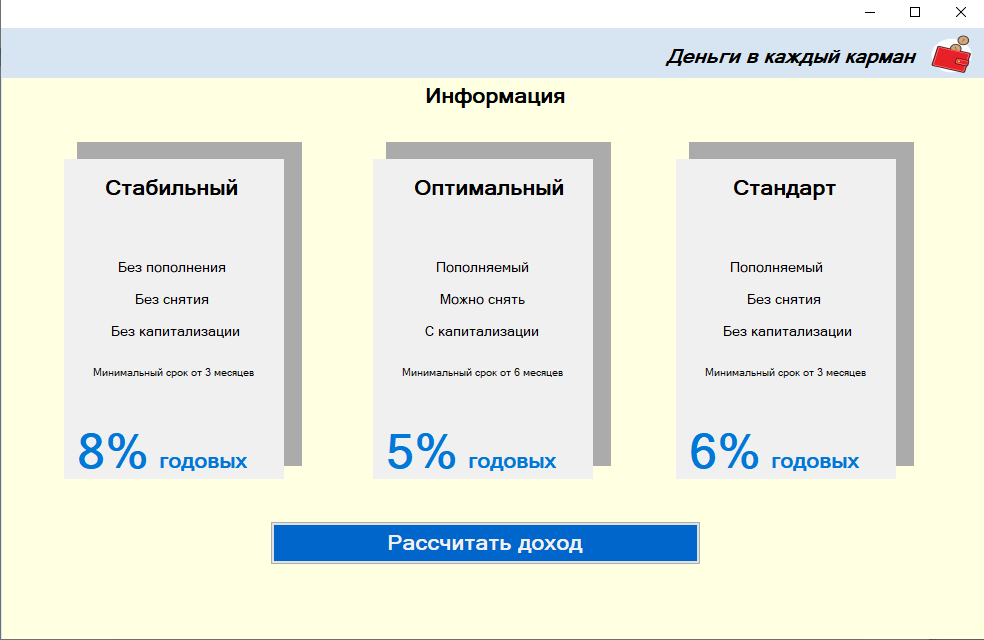 Деньги в каждый карман
Информация
Стабильный
Без пополнения
Без снятия
Без капитализации
Минимальный срок от 3 месяцев
8% годовых
Оптимальный
Пополняемый
Можно снять
С капитализации
Минимальный срок от 6 месяцев
5% годовых
Стандарт
Пополняемый
Без снятия
Без капитализации
Минимальный срок от 3 месяцев
6% годовых
Рассчитать доход